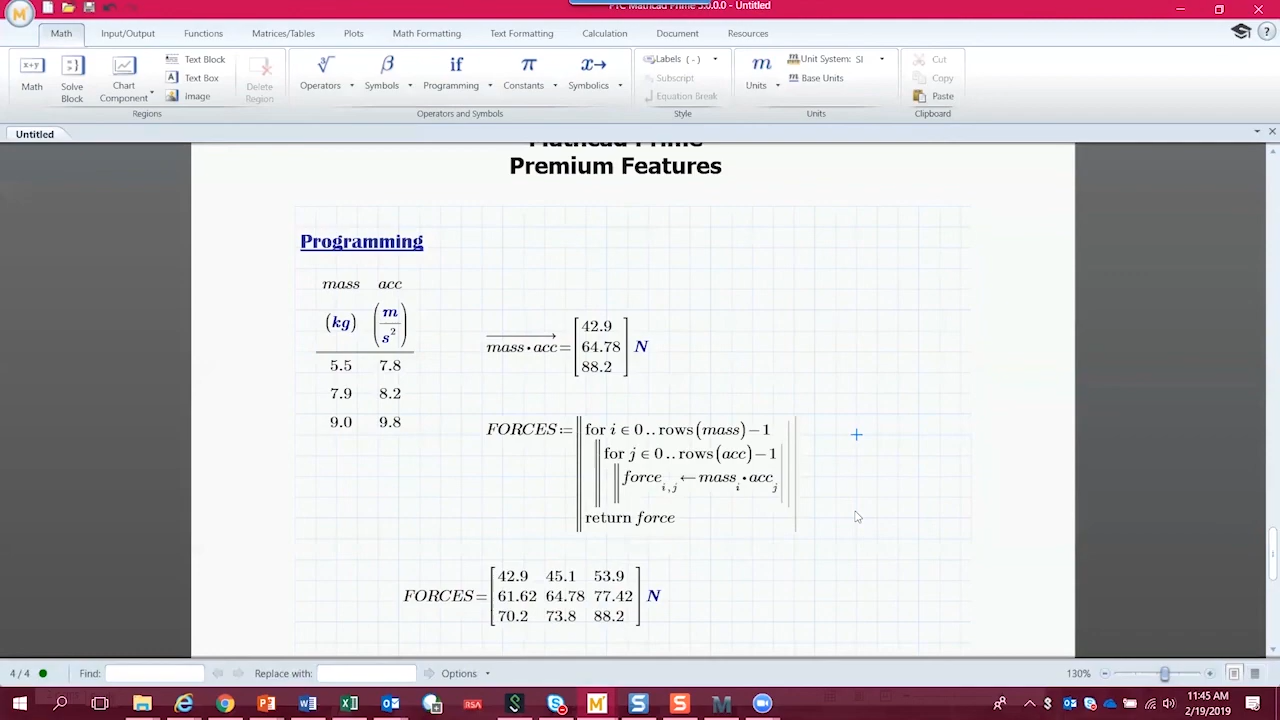 PTC Mathcad Prime 5.0.0.0 - Untitled
Math Input/Output Functions Matrices/Tables Plots Math Formatting Text Formatting Calculation Document Resources
Math
Solve Block
Chart Component
Text Block
Text Box
Image
Delete Region
Regions
Operators
Symbols
if
Programming
π
Constants
Symbolics
Operators and Symbols
Labels (-)
Subscript
Equation Break
Style
m
Units
Unit System: SI
Base Units
Units
Cut
Copy
Paste
Clipboard
Untitled
Mathcad Prime
Premium Features
Programming
mass acc
(kg) (m/s²)
5.5 7.8
7.9 8.2
9.0 9.8
mass·acc = [42.9
64.78
88.2] N
FORCES := for i ∈ 0 .. rows(mass)−1
for j ∈ 0 .. rows(acc)−1
force i,j ← mass i · acc j
return force
FORCES = [42.9 45.1 53.9
61.62 64.78 77.42
70.2 73.8 88.2] N
4 / 4 Find: Replace with: Options 130%
11:45 AM
2/19/2019